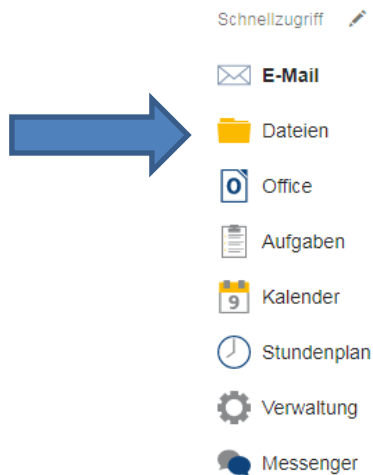 Schnellzugriff
E-Mail
Dateien
O Office
Aufgaben
9 Kalender
Stundenplan
Verwaltung
Messenger